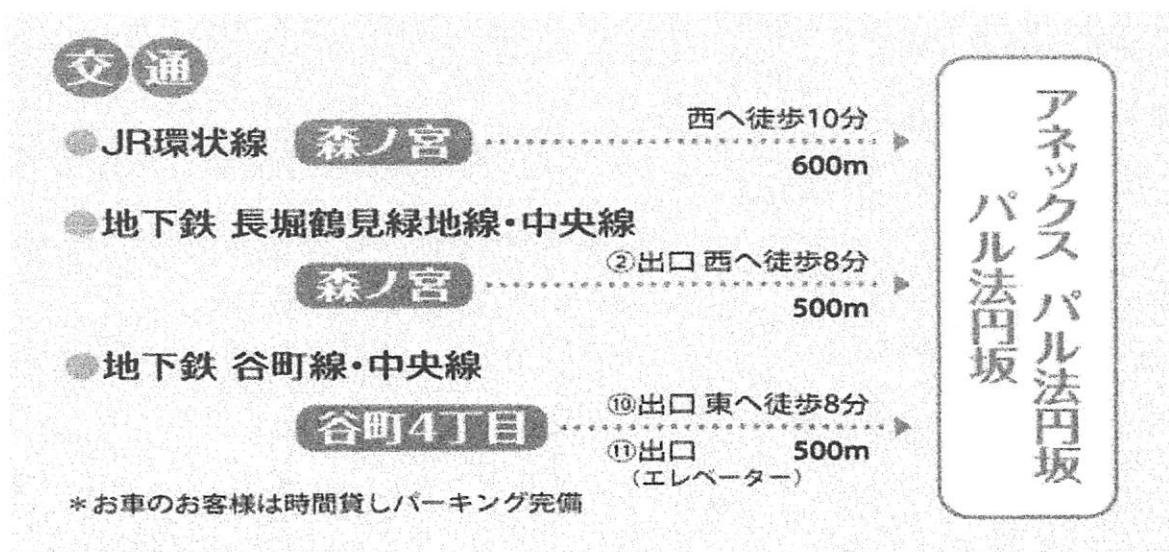 交通
●JR環状線 森ノ宮 西へ徒歩10分
600m
●地下鉄 長堀鶴見緑地線・中央線
②出口 西へ徒歩8分
森ノ宮
500m
●地下鉄 谷町線・中央線
⑩出口 東へ徒歩8分
谷町4丁目
⑪出口 500m
(エレベーター)
*お車のお客様は時間貸しパーキング完備
アネックス パル法円坂
パル法円坂